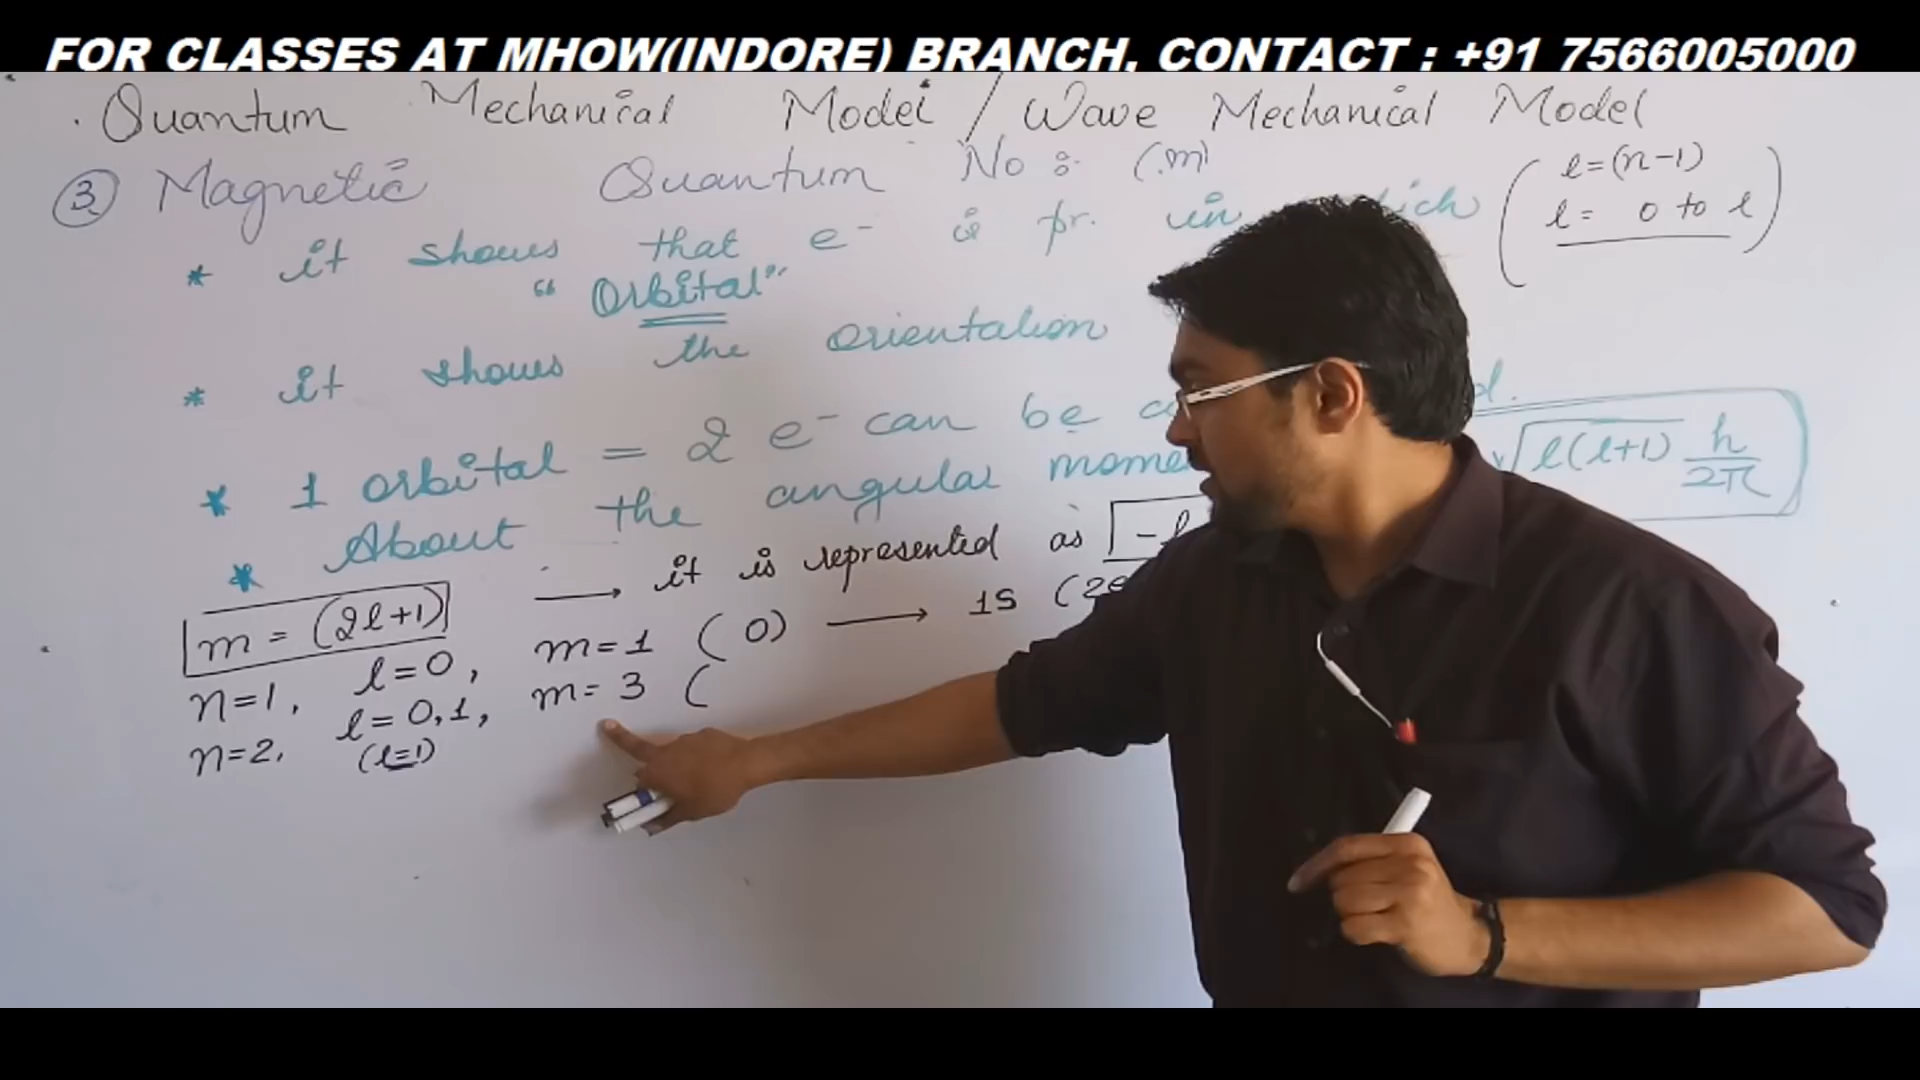 FOR CLASSES AT MHOW(INDORE) BRANCH, CONTACT : +91 7566005000
Quantum Mechanical Model / Wave Mechanical Model
③ Magnetic Quantum No :- (m)
l=(n-1)
l= 0 to l
* it shows that e- is pr. in
"Orbital"
* it shows the orientation
* 1 orbital = 2 e- can be
* About the angular √l(l+1) h/2π
m = (2l+1) → it is represented as -l
n=1, l=0, m=1 (0) → 1s (2e
n=2, l=0,1, m=3 (
(l=1)